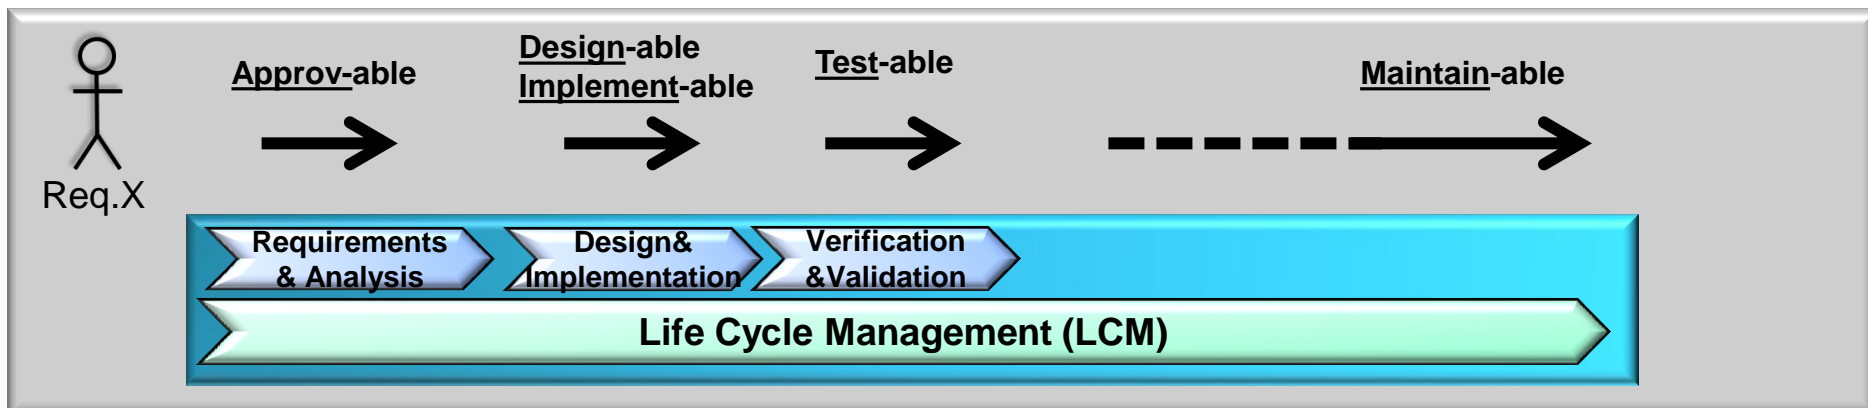 Approv-able
Design-able
Implement-able
Test-able
Maintain-able
Req.X
Requirements
& Analysis
Design&
Implementation
Verification
&Validation
Life Cycle Management (LCM)